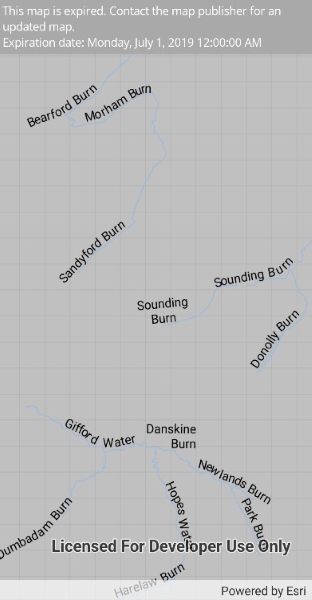 This map is expired. Contact the map publisher for an
updated map.
Expiration date: Monday, July 1, 2019 12:00:00 AM
Bearford Burn
Morham Burn
Sandyford Burn
Sounding Burn
Sounding
Burn
Donolly Burn
Gifford Water
Danskine
Burn
Newlands Burn
Hopes Water
Park Burn
Dumbadam Burn
Licensed For Developer Use Only
Harelaw Burn
Powered by Esri